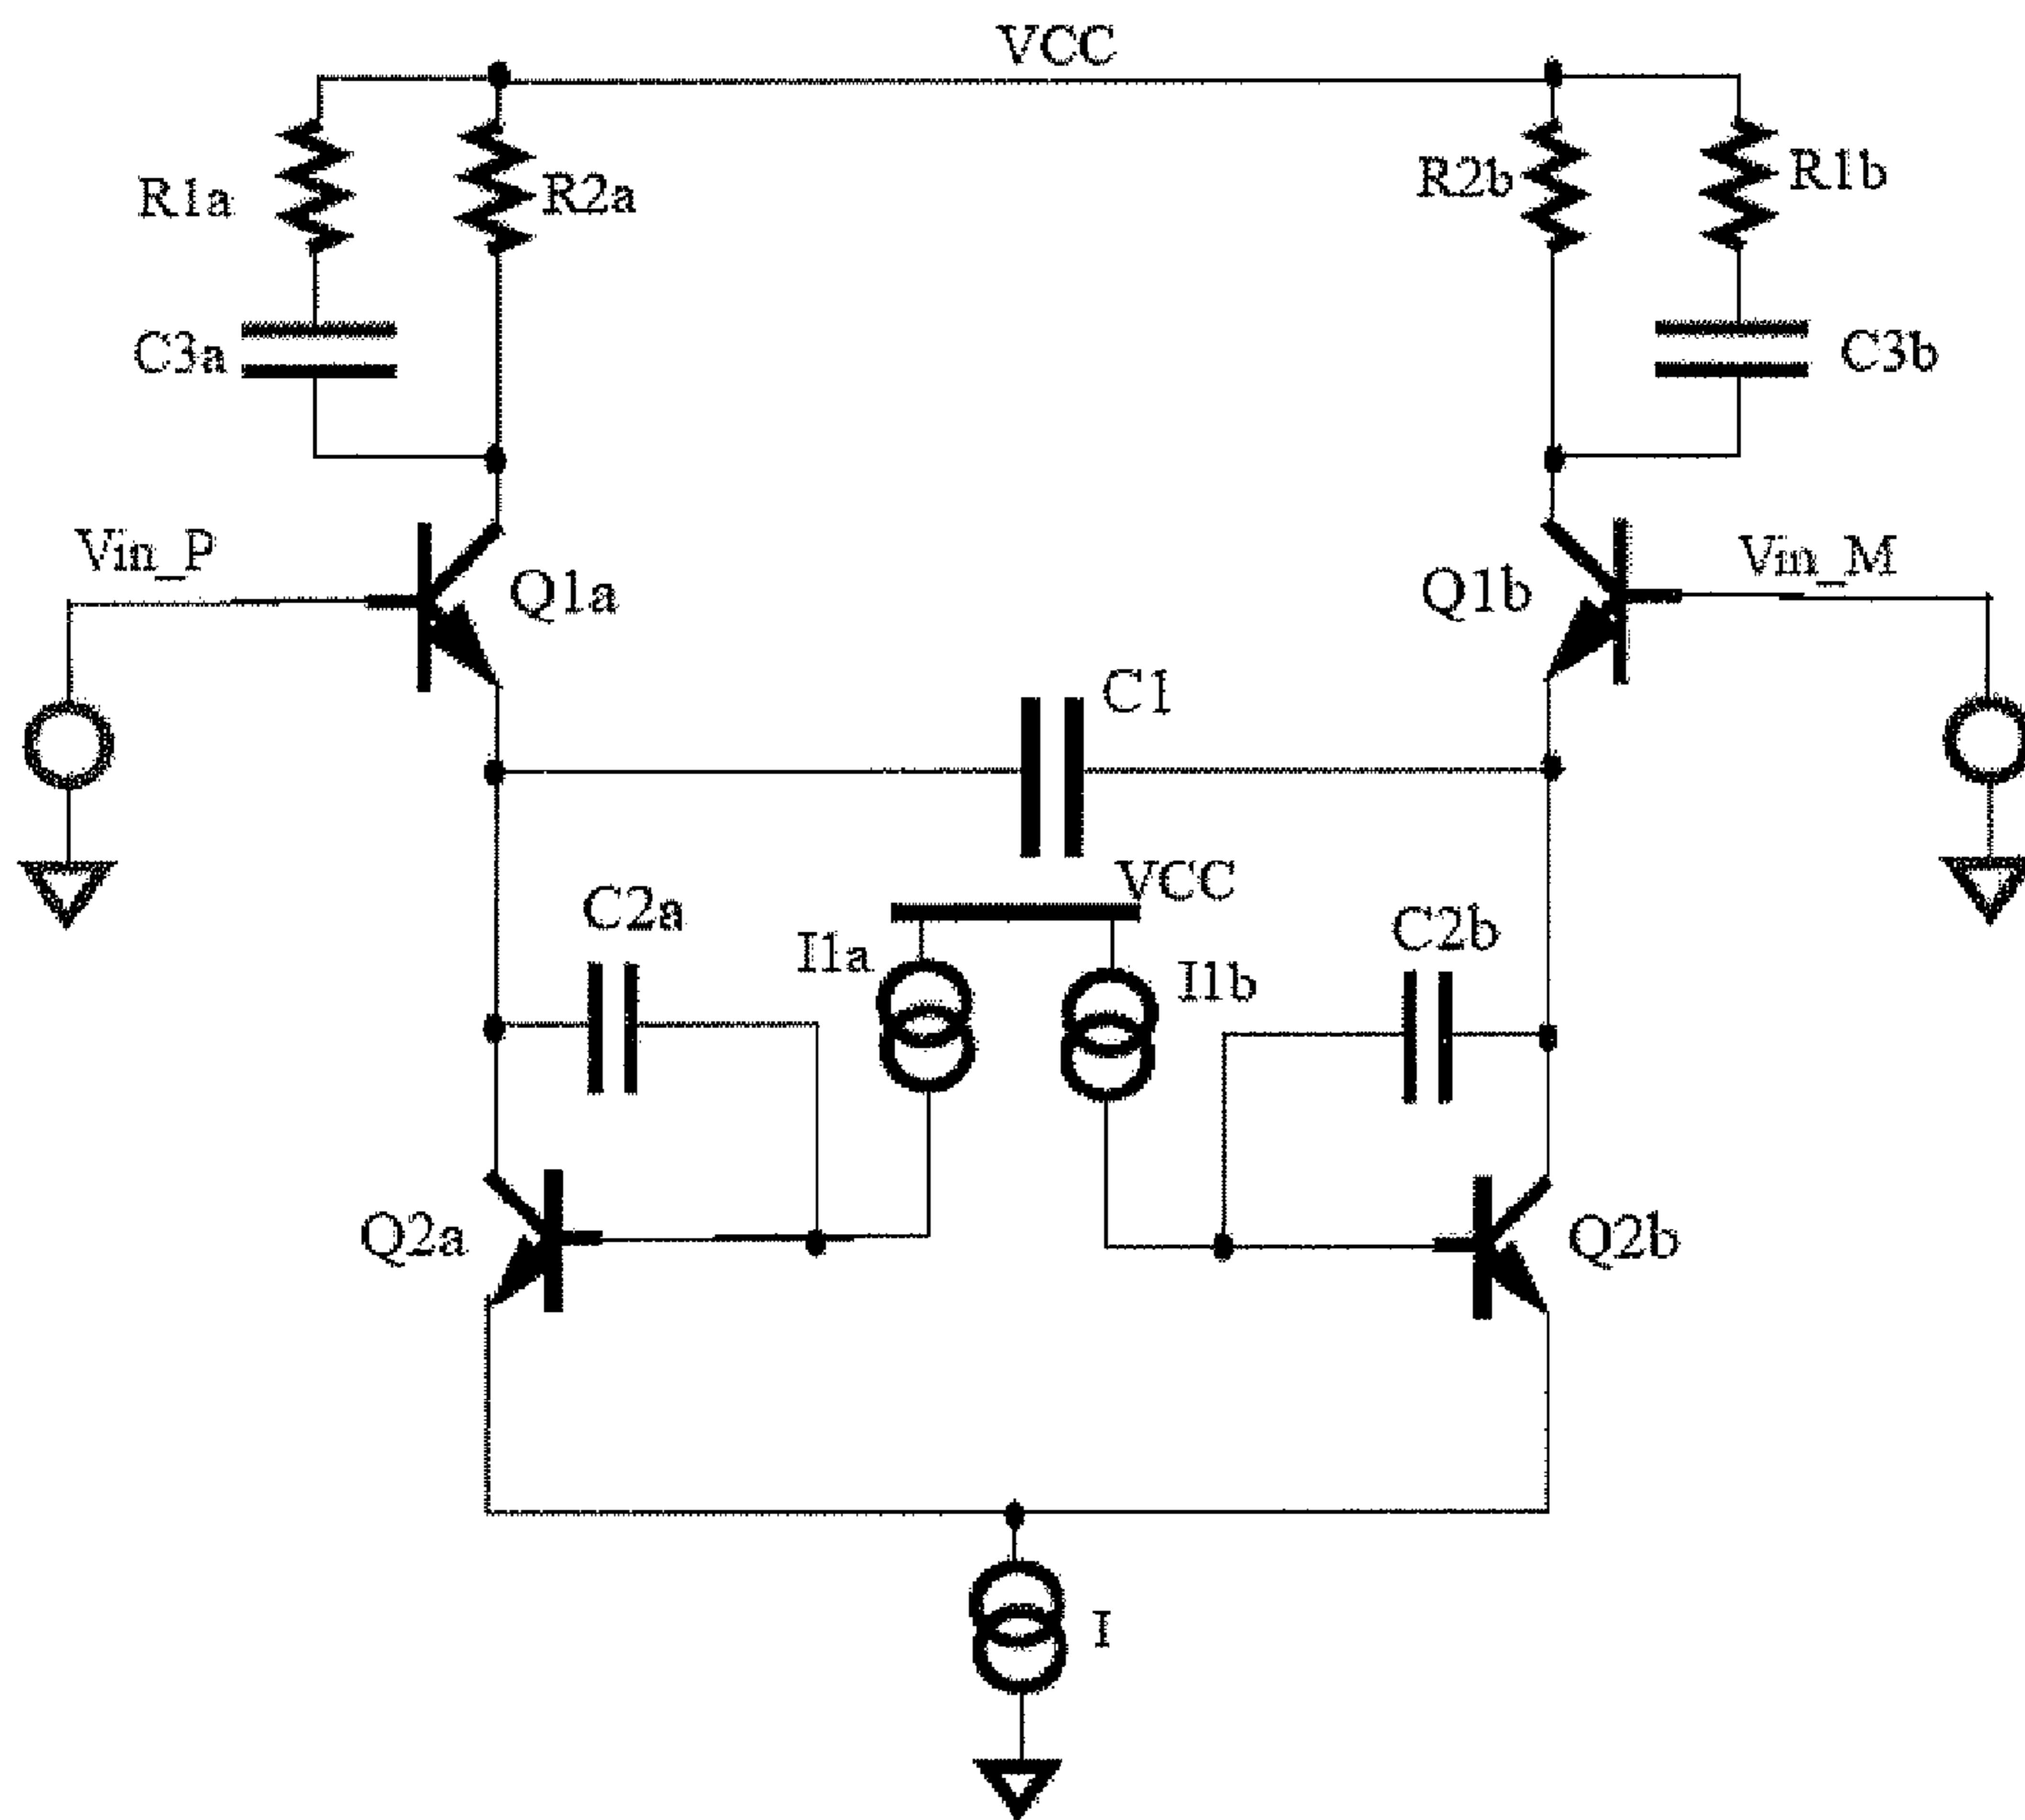 VCC
R1a
R2a
R2b
R1b
C3a
C3b
Vin_P
Q1a
Q1b
Vin_M
C1
VCC
C2a
I1a
I1b
C2b
Q2a
Q2b
I